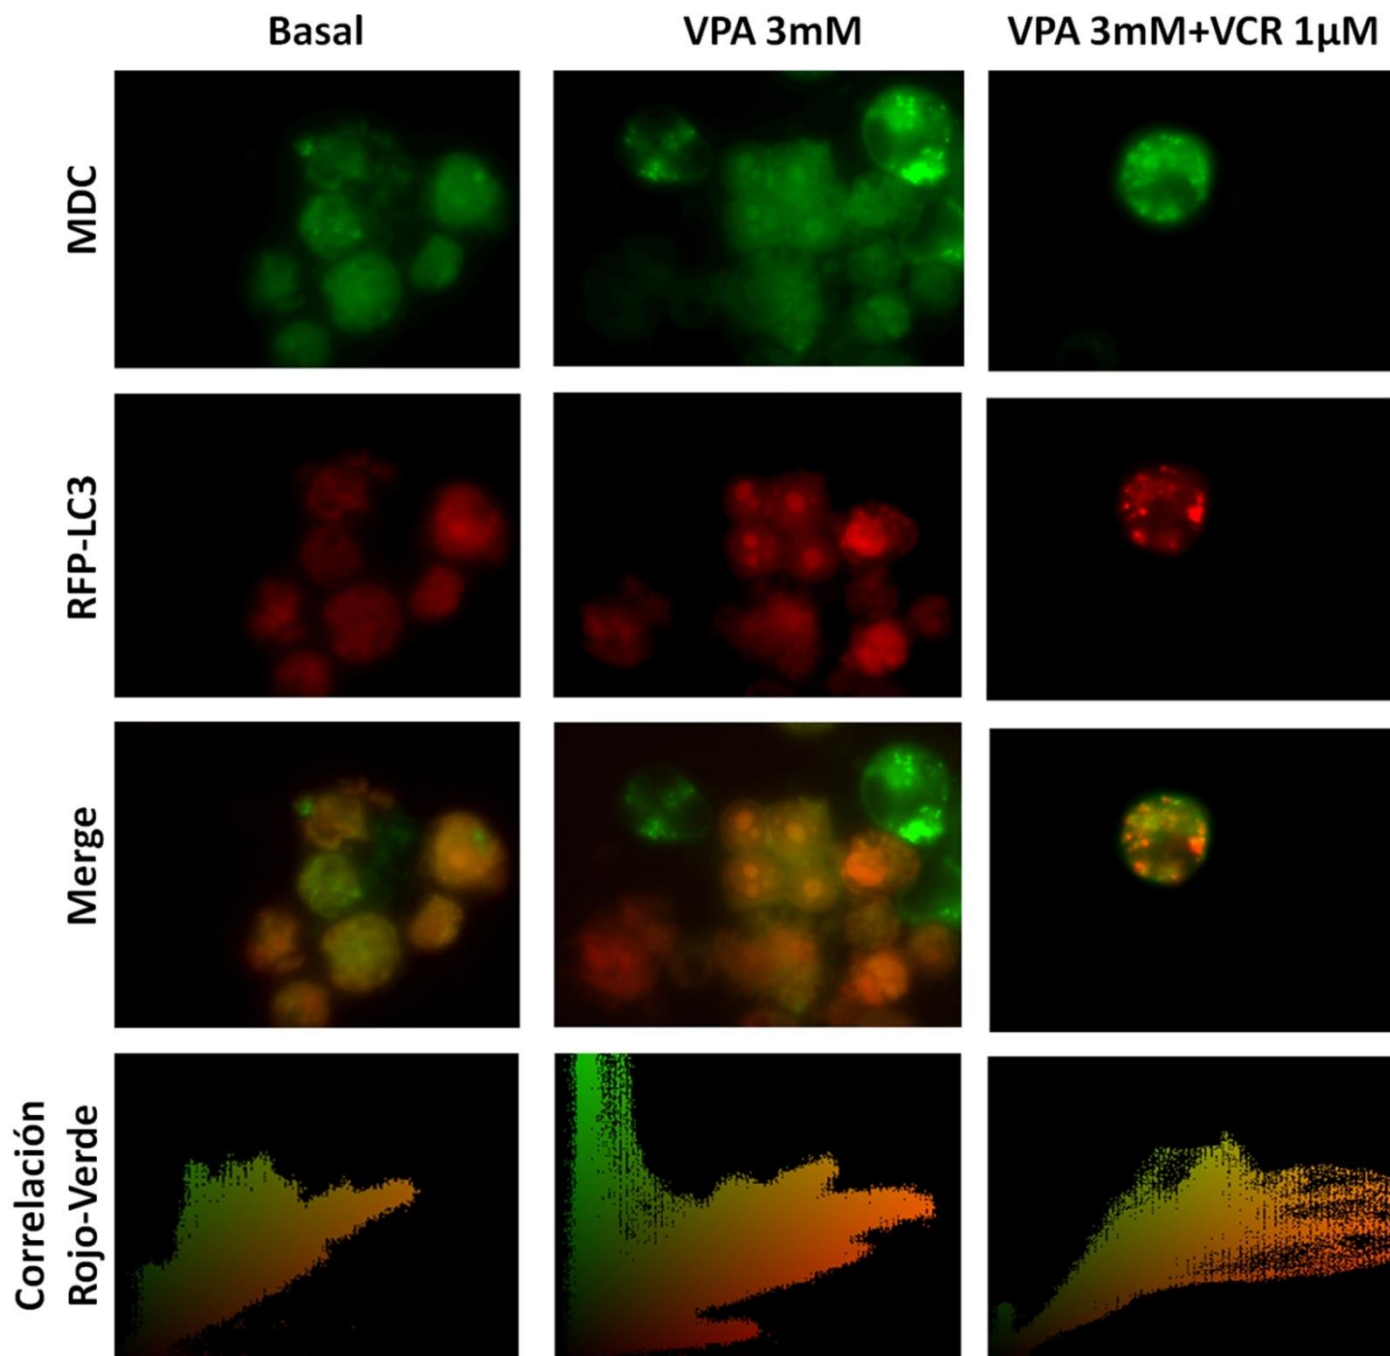 Basal
VPA 3mM
VPA 3mM+VCR 1µM
MDC
RFP-LC3
Merge
Correlación
Rojo-Verde